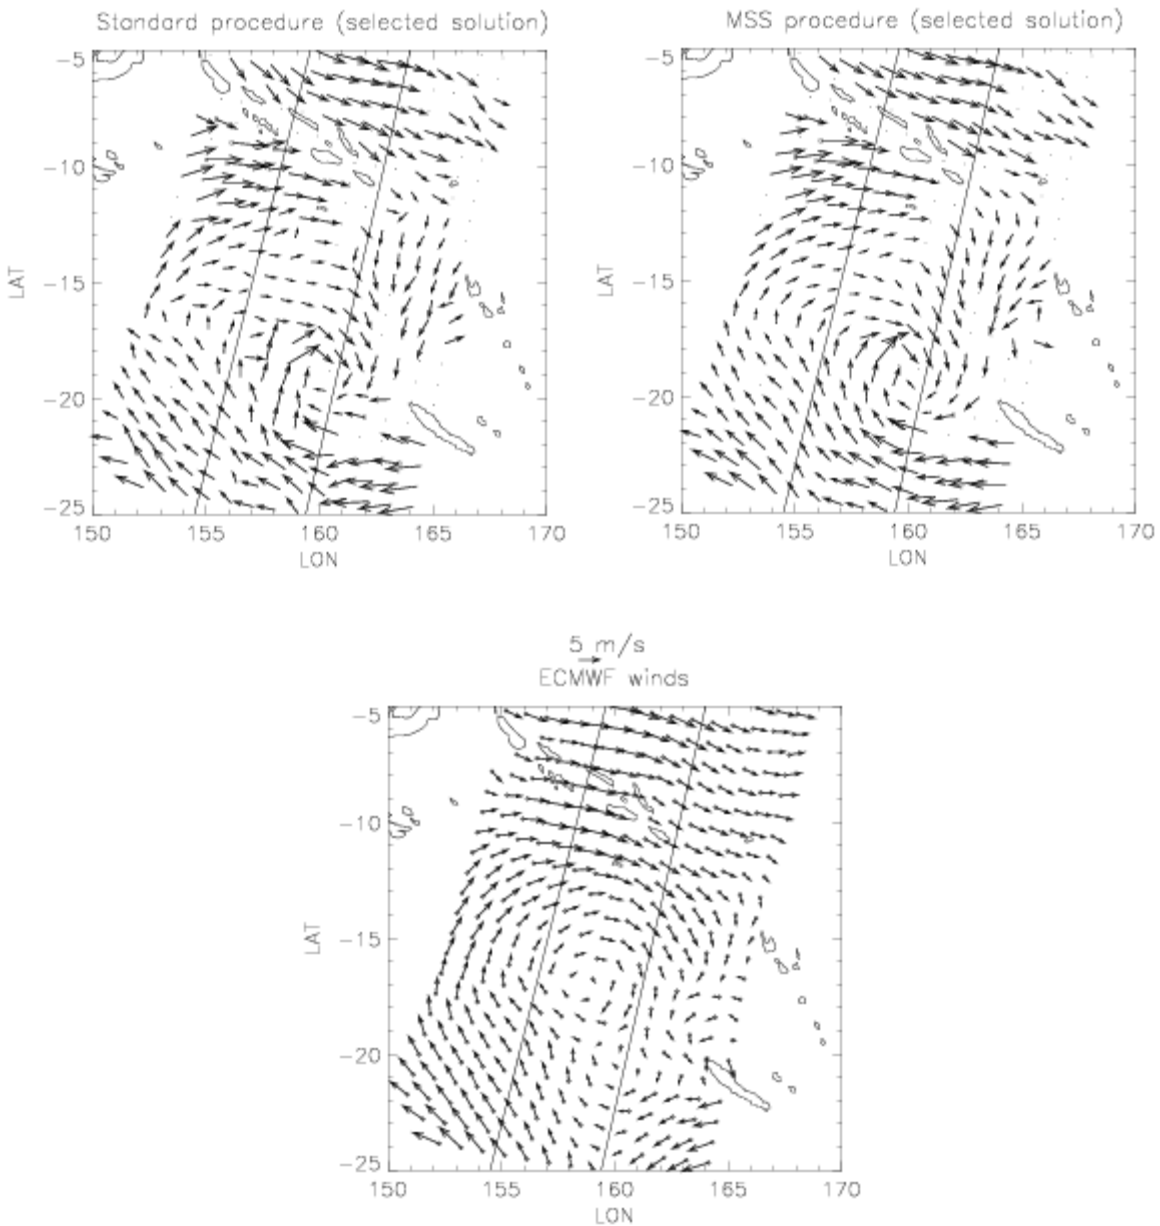 Standard procedure (selected solution)
MSS procedure (selected solution)
-5
-10
-15
-20
-25
LAT
150 155 160 165 170
LON
-5
-10
-15
-20
-25
LAT
150 155 160 165 170
LON
5 m/s
ECMWF winds
-5
-10
-15
-20
-25
LAT
150 155 160 165 170
LON